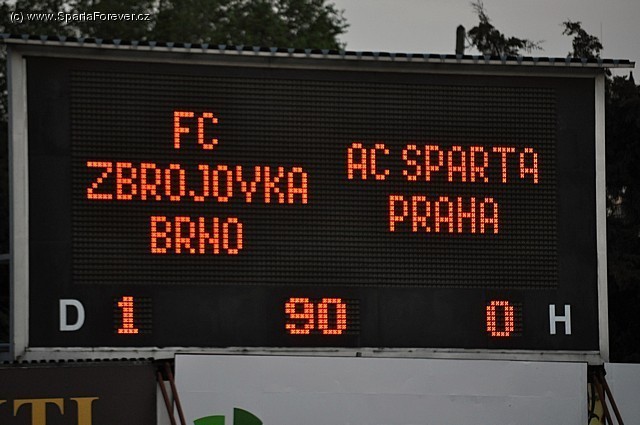 (c) www.SpartaForever.cz
FC
ZBROJOVKA
BRNO
AC SPARTA
PRAHA
D 1 90 0 H